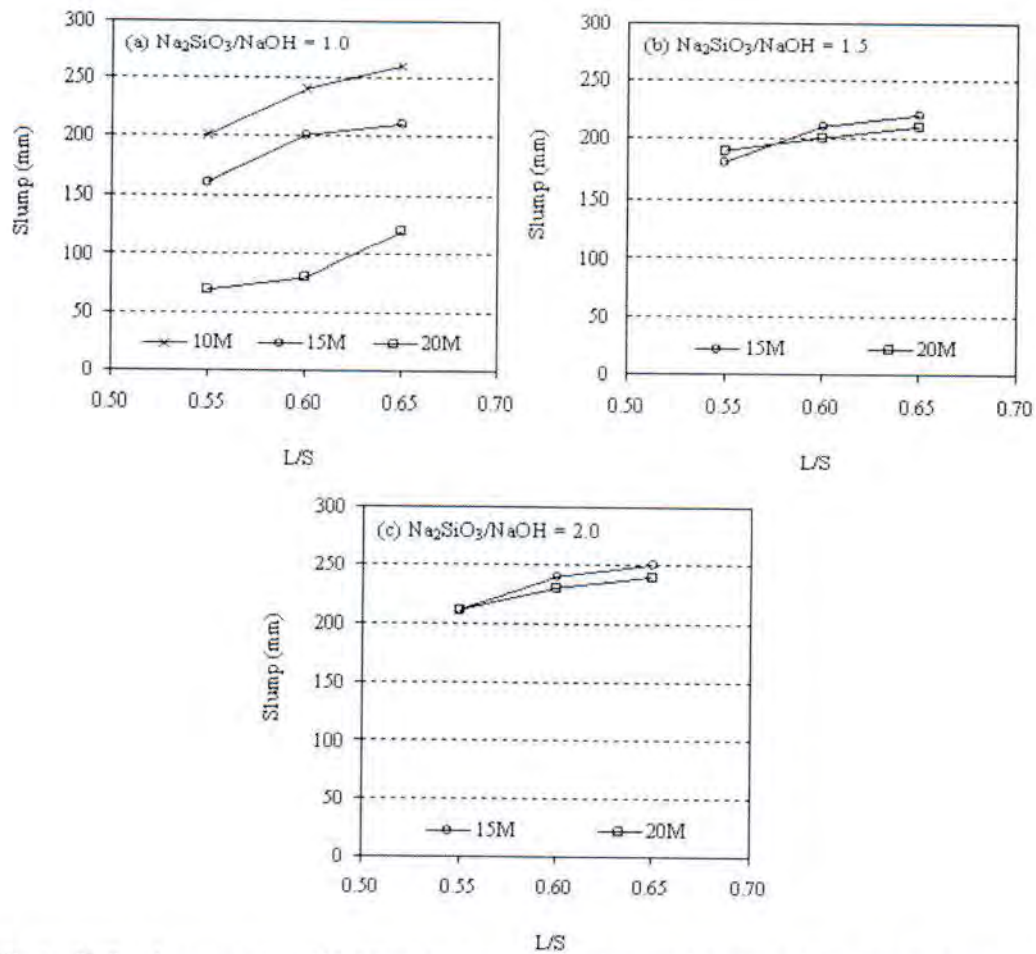 300
(a) Na₂SiO₃/NaOH = 1.0
250
200
150
100
50
0
Slump (mm)
10M 15M 20M
0.50 0.55 0.60 0.65 0.70
L/S
300
(b) Na₂SiO₃/NaOH = 1.5
250
200
150
100
50
0
Slump (mm)
15M 20M
0.50 0.55 0.60 0.65 0.70
L/S
300
(c) Na₂SiO₃/NaOH = 2.0
250
200
150
100
50
0
Slump (mm)
15M 20M
0.50 0.55 0.60 0.65 0.70
L/S